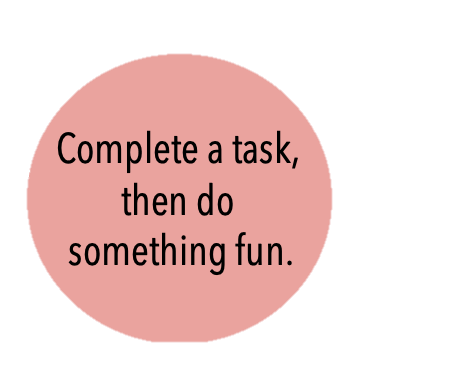 Complete a task,
then do
something fun.